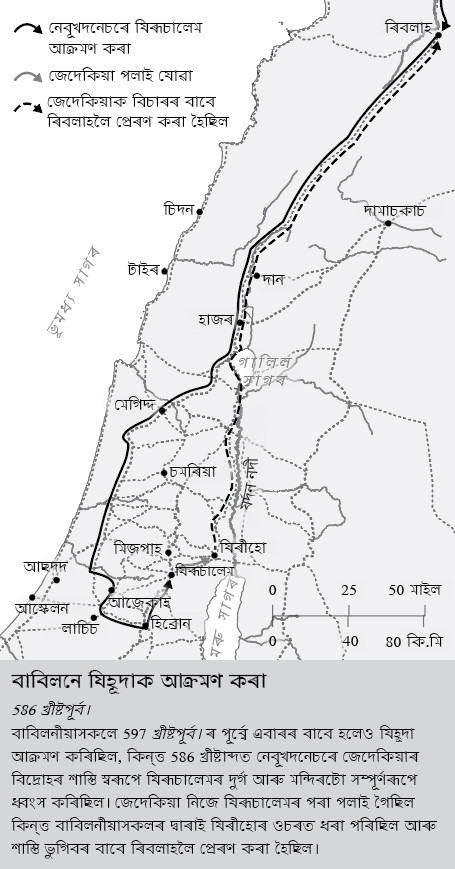 নেবূখদনেচৰে যিৰূচালেম
আক্ৰমণ কৰা
জেদেকিয়া পলাই যোৱা
জেদেকিয়াক বিচাৰৰ বাবে
ৰিবলাহলৈ প্ৰেৰণ কৰা হৈছিল
ৰিবলাহ
চিদন
দামাচকাচ
টাইৰ
দান
ভুমধ্য সাগৰ
হাজৰ
গালিল
সাগৰ
মেগিদ্দ
চমৰিয়া
যৰ্দন নদী
মিজপাহ্
যিৰীহো
যিৰূচালেম
আছদদ
আস্কেলন
আজেকাহ্
লাচিচ
হিব্ৰোন
মৰু সাগৰ
0 25 50 মাইল
0 40 80 কি.মি
বাবিলনে যিহূদাক আক্ৰমণ কৰা
586 খ্ৰীষ্টপূৰ্ব।
বাবিলনীয়াসকলে 597 খ্ৰীষ্টপূৰ্ব। ৰ পূৰ্ব্বে এবাৰৰ বাবে হলেও যিহূদা
আক্ৰমণ কৰিছিল, কিন্ত্ত 586 খ্ৰীষ্টাব্দত নেবূখদনেচৰে জেদেকিয়াৰ
বিদ্ৰোহৰ শাস্তি স্বৰূপে যিৰূচালেমৰ দুৰ্গ আৰু মন্দিৰটো সম্পূৰ্ণৰূপে
ধ্বংস কৰিছিল। জেদেকিয়া নিজে যিৰূচালেমৰ পৰা পলাই গৈছিল
কিন্ত্ত বাবিলনীয়াসকলৰ দ্বাৰাই যিৰীহোৰ ওচৰত ধৰা পৰিছিল আৰু
শাস্তি ভুগিবৰ বাবে ৰিবলাহলৈ প্ৰেৰণ কৰা হৈছিল।